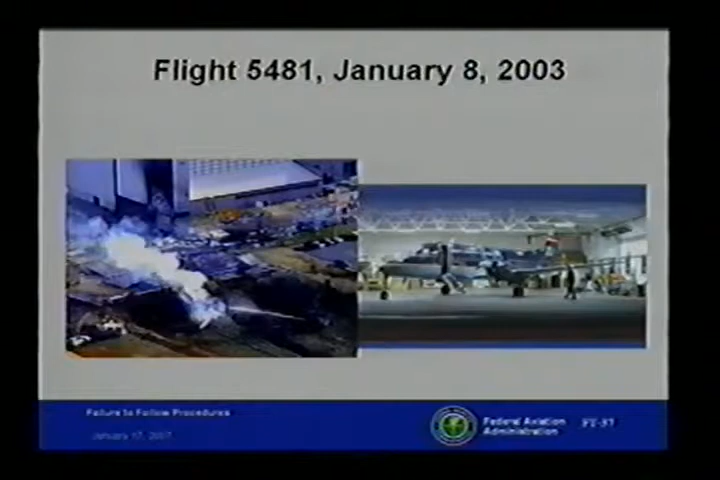 Flight 5481, January 8, 2003
Failure to Follow Procedures
January 17, 2007
Federal Aviation
Administration